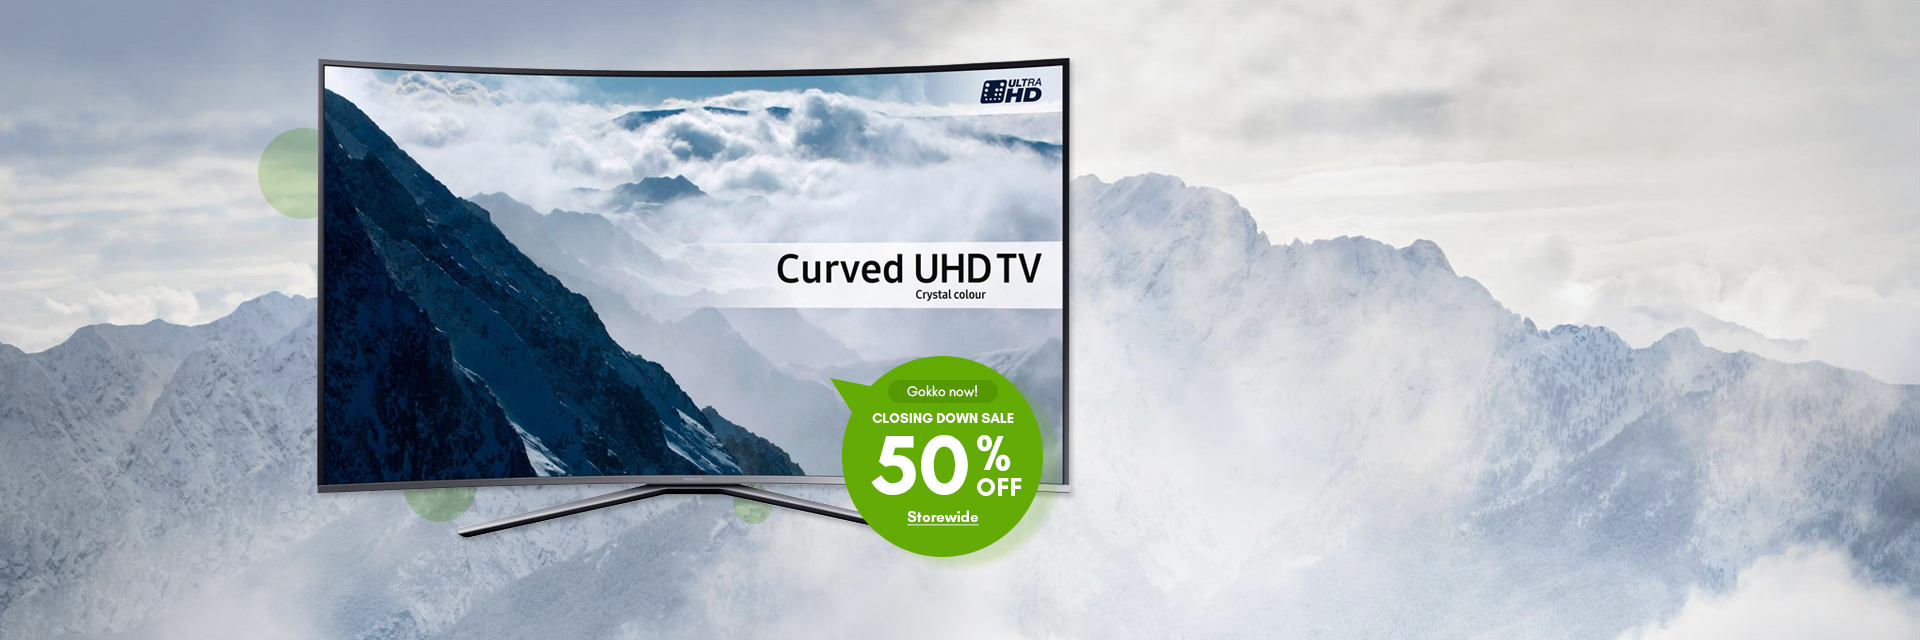 ULTRA
HD
Curved UHD TV
Crystal colour
Gokko now!
CLOSING DOWN SALE
50%
OFF
Storewide